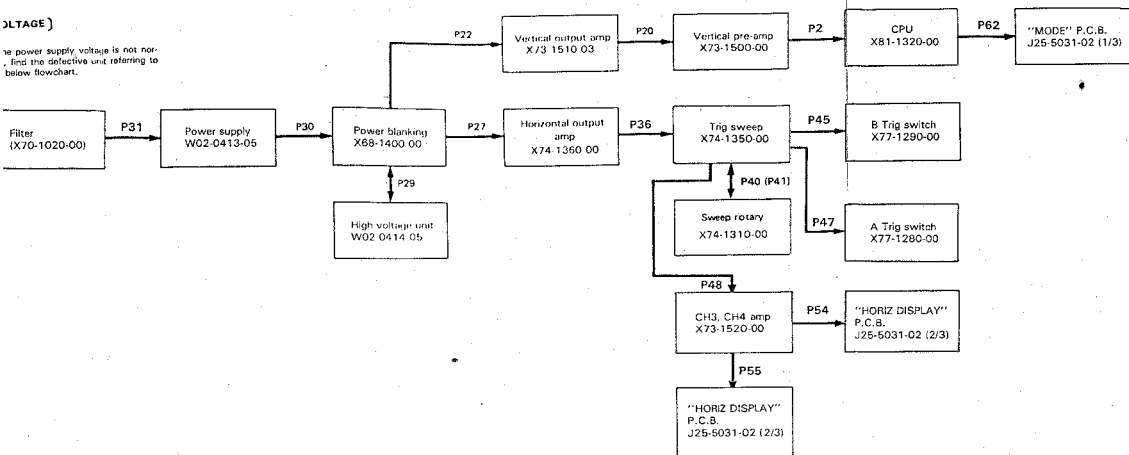 OLTAGE)
he power supply voltage is not nor-
, find the defective unit referring to
below flowchart.
P22
Vertical output amp
X73 1510 03
P20
Vertical pre-amp
X73-1500-00
P2
CPU
X81-1320-00
P62
"MODE" P.C.B.
J25-5031-02 (1/3)
Filter
(X70-1020-00)
P31
Power supply
W02-0413-05
P30
Power blanking
X68-1400 00
P27
Horizontal output
amp
X74-1360 00
P36
Trig sweep
X74-1350-00
P45
B Trig switch
X77-1290-00
P29
High voltage unit
W02 0414 05
P40 (P41)
Sweep rotary
X74-1310-00
P47
A Trig switch
X77-1280-00
P48
CH3, CH4 amp
X73-1520-00
P54
"HORIZ DISPLAY"
P.C.B.
J25-5031-02 (2/3)
P55
"HORIZ DISPLAY"
P.C.B.
J25-5031-02 (2/3)